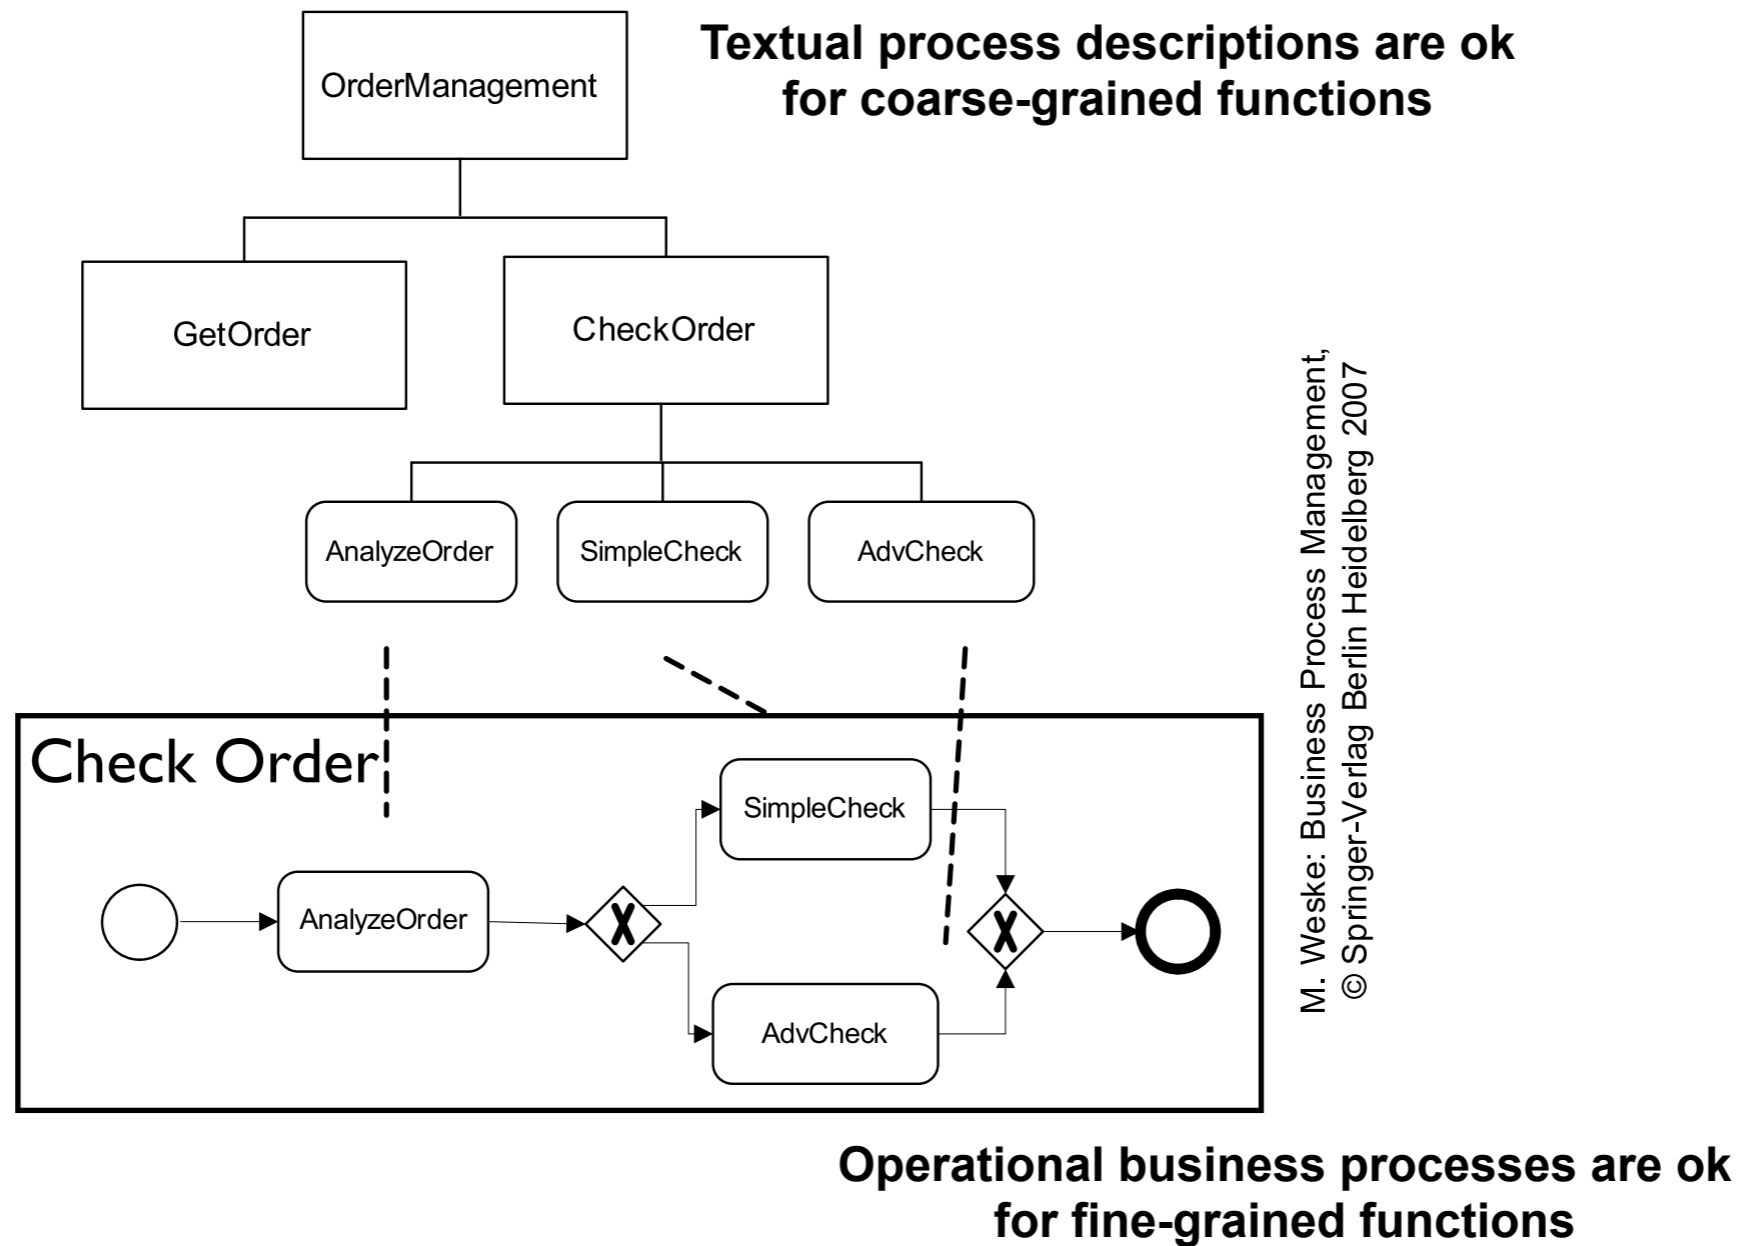 Textual process descriptions are ok
for coarse-grained functions
OrderManagement
GetOrder
CheckOrder
AnalyzeOrder
SimpleCheck
AdvCheck
M. Weske: Business Process Management,
© Springer-Verlag Berlin Heidelberg 2007
Check Order
SimpleCheck
AnalyzeOrder
X
X
AdvCheck
Operational business processes are ok
for fine-grained functions